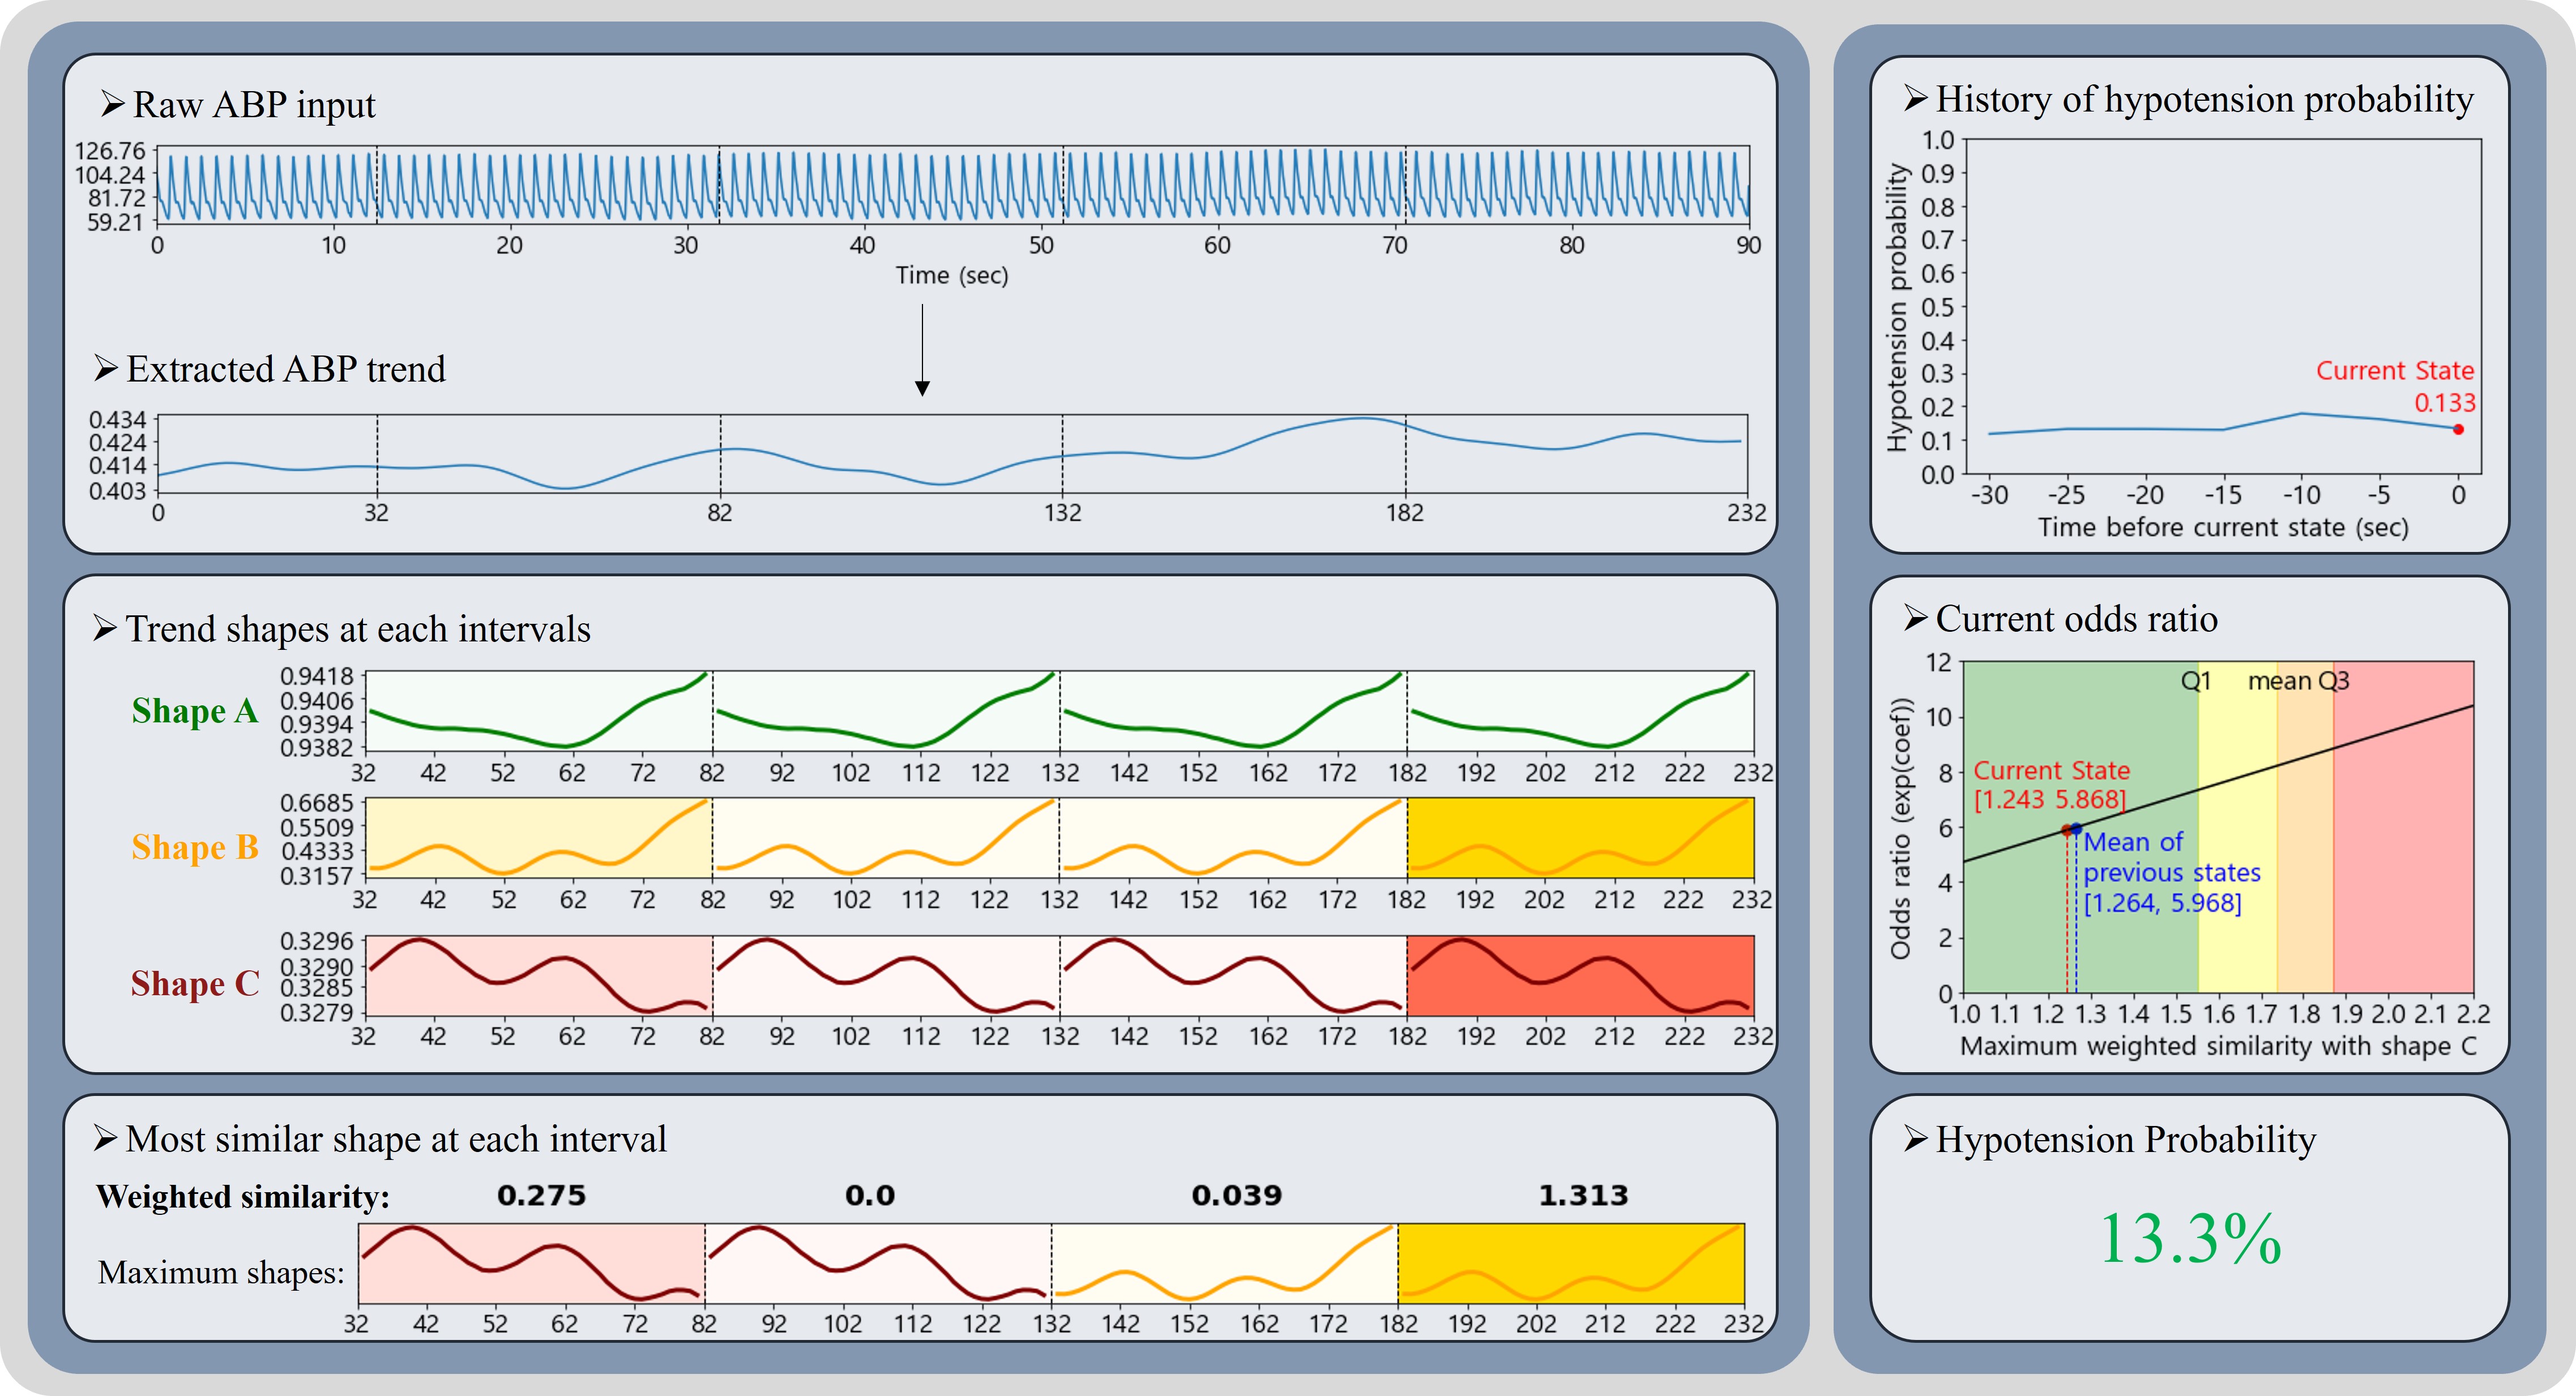 ➢ Raw ABP input
126.76
104.24
81.72
59.21
0 10 20 30 40 50 60 70 80 90
Time (sec)
➢ Extracted ABP trend
0.434
0.424
0.414
0.403
0 32 82 132 182 232
➢ Trend shapes at each intervals
Shape A
0.9418
0.9406
0.9394
0.9382
32 42 52 62 72 82 92 102 112 122 132 142 152 162 172 182 192 202 212 222 232
Shape B
0.6685
0.5509
0.4333
0.3157
32 42 52 62 72 82 92 102 112 122 132 142 152 162 172 182 192 202 212 222 232
Shape C
0.3296
0.3290
0.3285
0.3279
32 42 52 62 72 82 92 102 112 122 132 142 152 162 172 182 192 202 212 222 232
➢ Most similar shape at each interval
Weighted similarity: 0.275 0.0 0.039 1.313
Maximum shapes:
32 42 52 62 72 82 92 102 112 122 132 142 152 162 172 182 192 202 212 222 232
➢ History of hypotension probability
Hypotension probability
1.0
0.9
0.8
0.7
0.6
0.5
0.4
0.3
0.2
0.1
0.0
Current State
0.133
-30 -25 -20 -15 -10 -5 0
Time before current state (sec)
➢ Current odds ratio
Odds ratio (exp(coef))
12
10
8
6
4
2
0
Q1 mean Q3
Current State
[1.243 5.868]
Mean of
previous states
[1.264, 5.968]
1.0 1.1 1.2 1.3 1.4 1.5 1.6 1.7 1.8 1.9 2.0 2.1 2.2
Maximum weighted similarity with shape C
➢ Hypotension Probability
13.3%